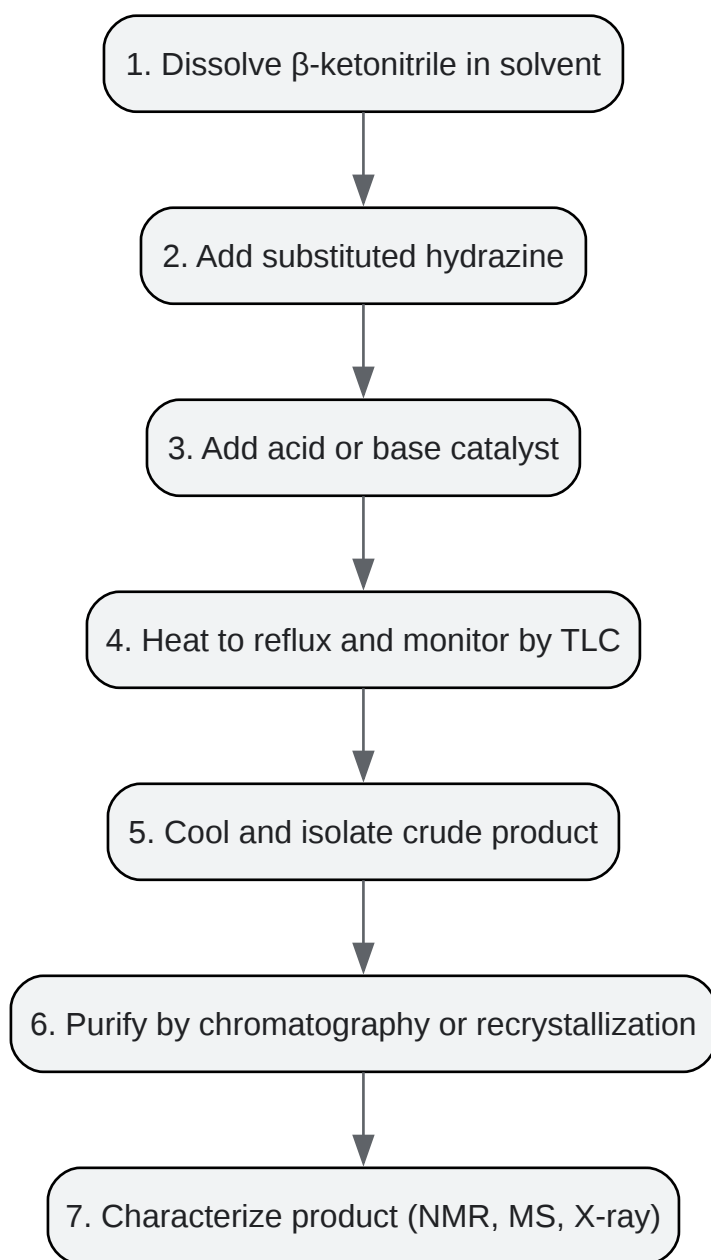 1. Dissolve β-ketonitrile in solvent
2. Add substituted hydrazine
3. Add acid or base catalyst
4. Heat to reflux and monitor by TLC
5. Cool and isolate crude product
6. Purify by chromatography or recrystallization
7. Characterize product (NMR, MS, X-ray)